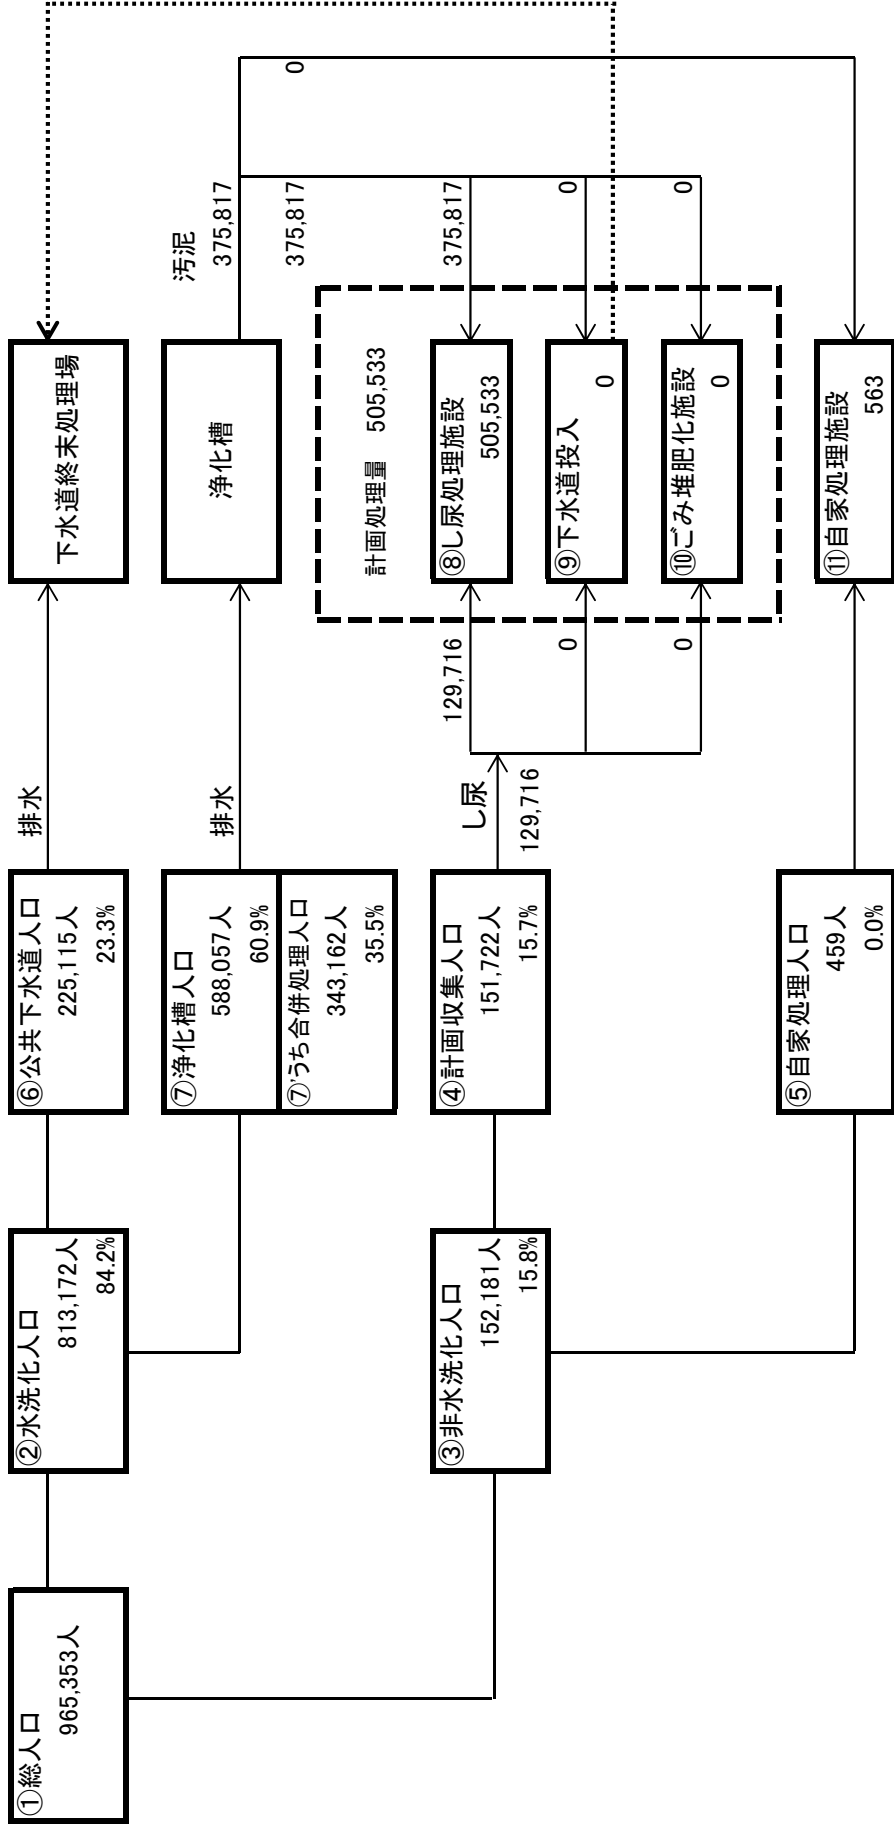 ①総人口
965,353人
②水洗化人口
813,172人
84.2%
③非水洗化人口
152,181人
15.8%
⑥公共下水道人口
225,115人
23.3%
⑦浄化槽人口
588,057人
60.9%
⑦'うち合併処理人口
343,162人
35.5%
④計画収集人口
151,722人
15.7%
⑤自家処理人口
459人
0.0%
排水
排水
し尿
129,716
129,716
0
0
下水道終末処理場
浄化槽
計画処理量 505,533
⑧し尿処理施設
505,533
⑨下水道投入
0
⑩ごみ堆肥化施設
0
⑪自家処理施設
563
汚泥
375,817
375,817
375,817
0
0
0